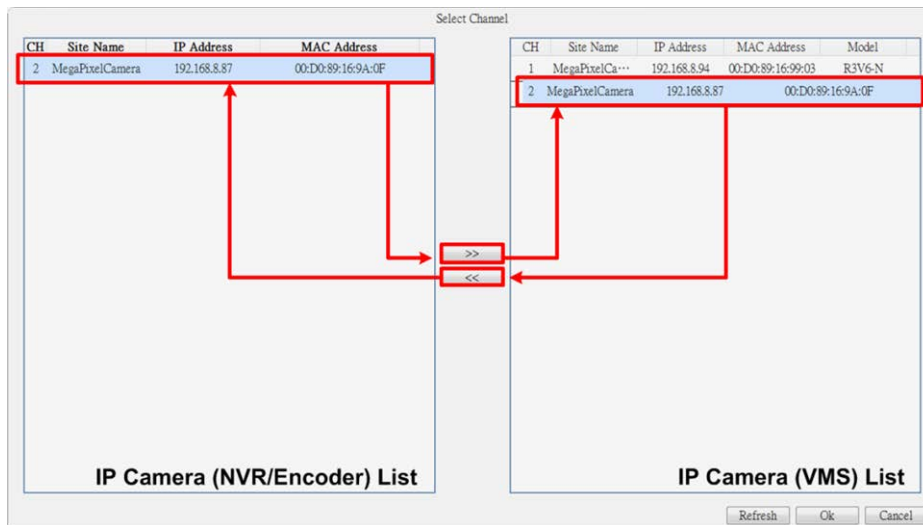 Select Channel
CH Site Name IP Address MAC Address
2 MegaPixelCamera 192.168.8.87 00:D0:89:16:9A:0F
CH Site Name IP Address MAC Address Model
1 MegaPixelCa··· 192.168.8.94 00:D0:89:16:99:03 R3V6-N
2 MegaPixelCamera 192.168.8.87 00:D0:89:16:9A:0F
>>
<<
IP Camera (NVR/Encoder) List
IP Camera (VMS) List
Refresh Ok Cancel